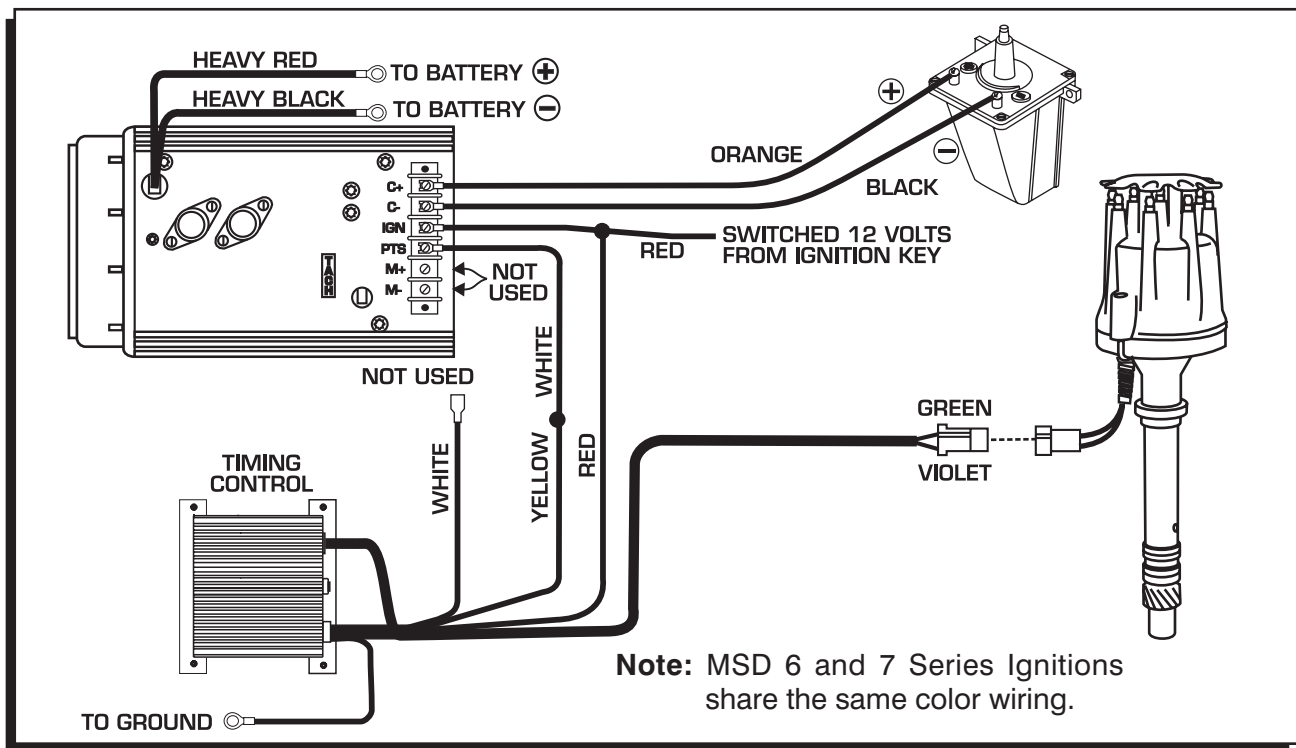 HEAVY RED
TO BATTERY +
HEAVY BLACK
TO BATTERY −
+
ORANGE
−
BLACK
C+
C-
IGN
PTS
M+
M-
TACH
NOT
USED
RED
SWITCHED 12 VOLTS
FROM IGNITION KEY
NOT USED
WHITE
WHITE
YELLOW
RED
GREEN
VIOLET
TIMING
CONTROL
TO GROUND
Note: MSD 6 and 7 Series Ignitions
share the same color wiring.